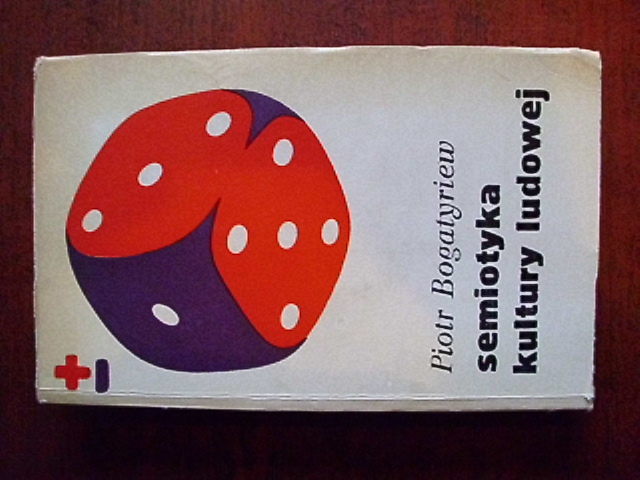 Piotr Bogatyriew
semiotyka
kultury ludowej